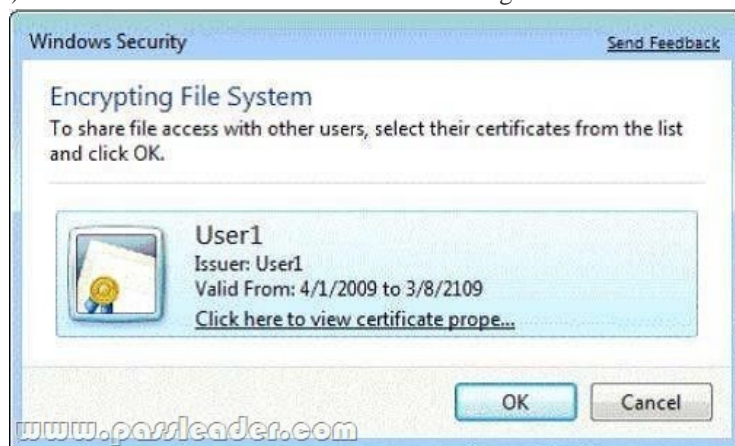 Windows Security
Send Feedback
Encrypting File System
To share file access with other users, select their certificates from the list
and click OK.
User1
Issuer: User1
Valid From: 4/1/2009 to 3/8/2109
Click here to view certificate prope...
OK
Cancel
www.passleader.com